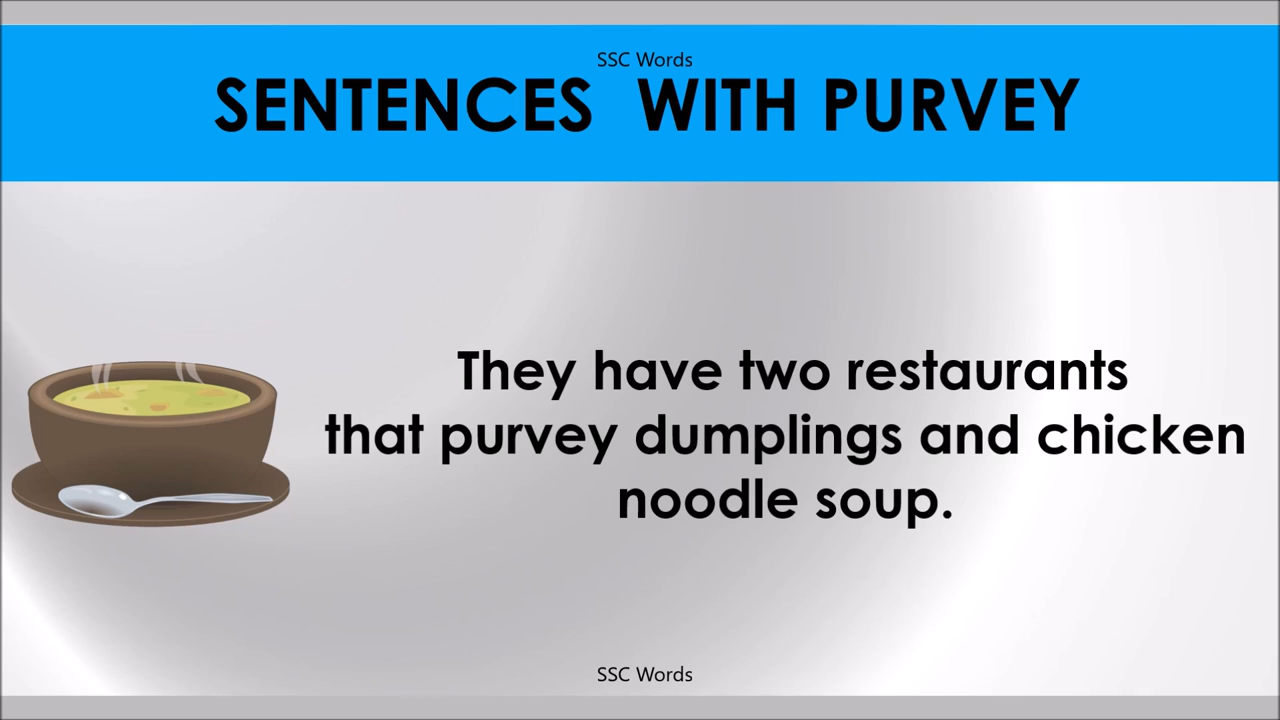 SSC Words
SENTENCES WITH PURVEY
They have two restaurants
that purvey dumplings and chicken
noodle soup.
SSC Words